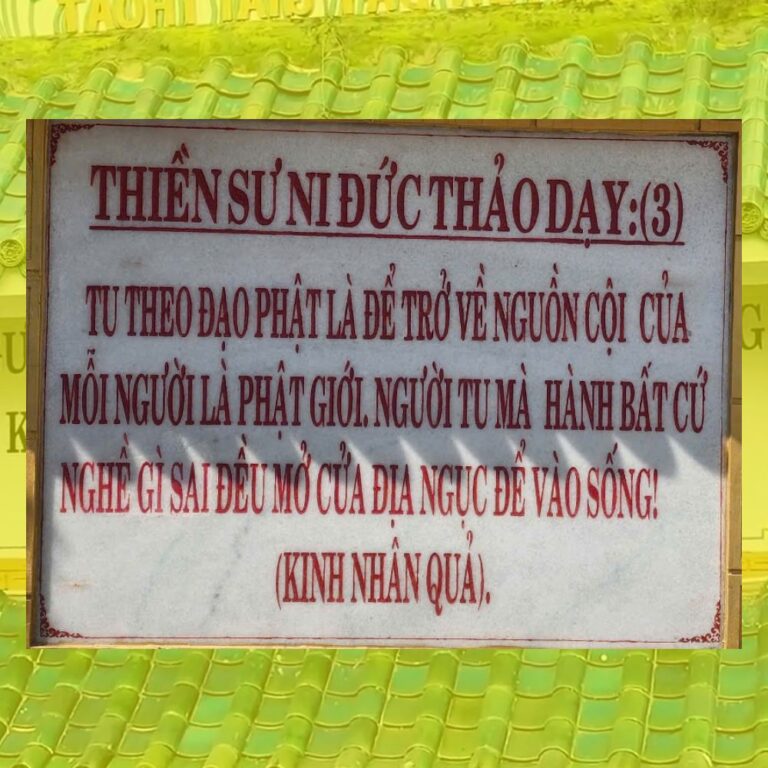 THIỀN SƯ NI ĐỨC THẢO DẠY:(3)
TU THEO ĐẠO PHẬT LÀ ĐỂ TRỞ VỀ NGUỒN CỘI CỦA
MỖI NGƯỜI LÀ PHẬT GIỚI. NGƯỜI TU MÀ HÀNH BẤT CỨ
NGHỀ GÌ SAI ĐỀU MỞ CỬA ĐỊA NGỤC ĐỂ VÀO SỐNG!
(KINH NHÂN QUẢ).